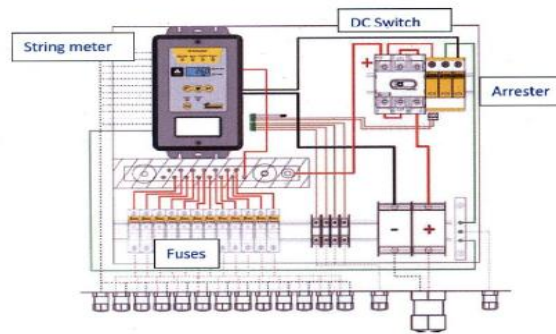 DC Switch
String meter
+
Arrester
- +
Fuses